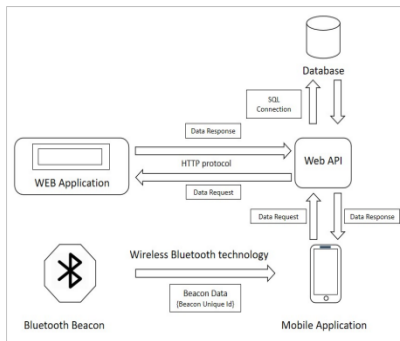 Database
SQL
Connection
Data Response
HTTP protocol
Web API
WEB Application
Data Request
Data Request
Data Response
Wireless Bluetooth technology
Beacon Data
(Beacon Unique Id)
Bluetooth Beacon
Mobile Application